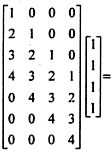 1 0 0 0 1
2 1 0 0 1
3 2 1 0 1
4 3 2 1 1 =
0 4 3 2
0 0 4 3
0 0 0 4